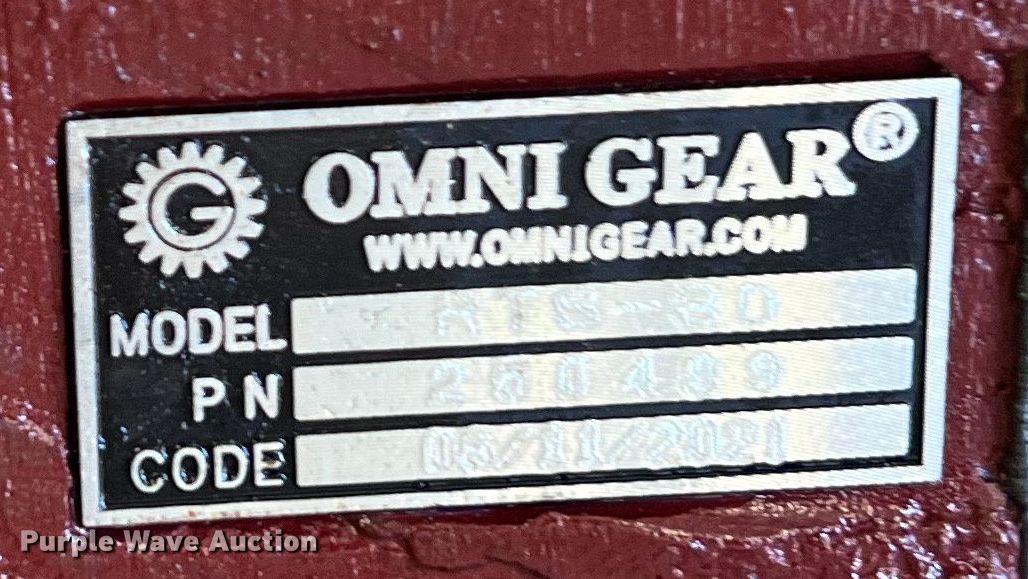 G
OMNI GEAR®
WWW.OMNIGEAR.COM
MODEL
P N
CODE
Purple Wave Auction